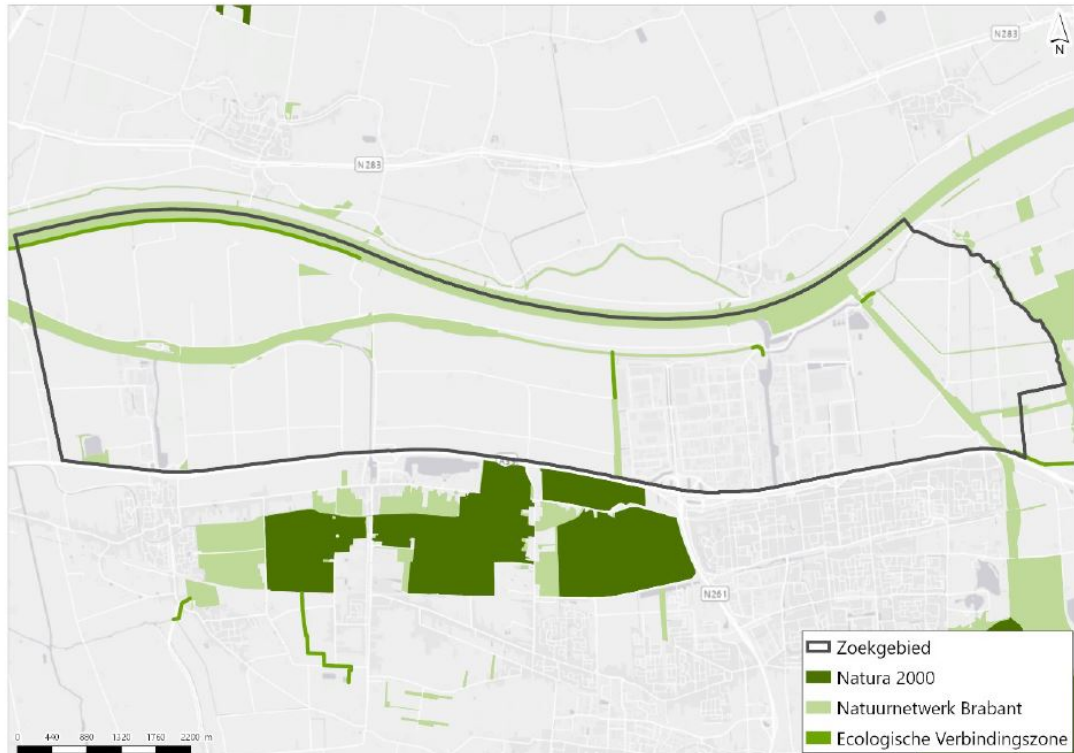 N283
N
N283
N261
Zoekgebied
Natura 2000
Natuurnetwerk Brabant
Ecologische Verbindingszone
0 440 880 1320 1760 2200 m